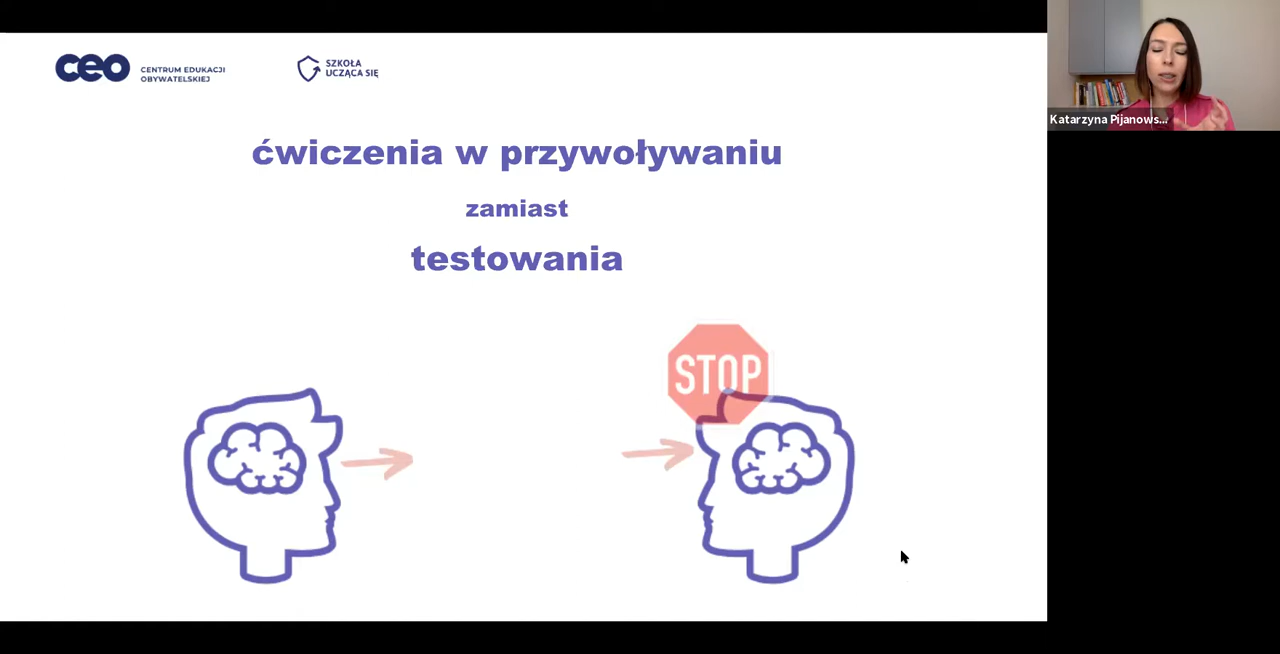 ceo
CENTRUM EDUKACJI
OBYWATELSKIEJ
SZKOŁA
UCZĄCA SIĘ
ćwiczenia w przywoływaniu
zamiast
testowania
STOP
Katarzyna Pijanows...